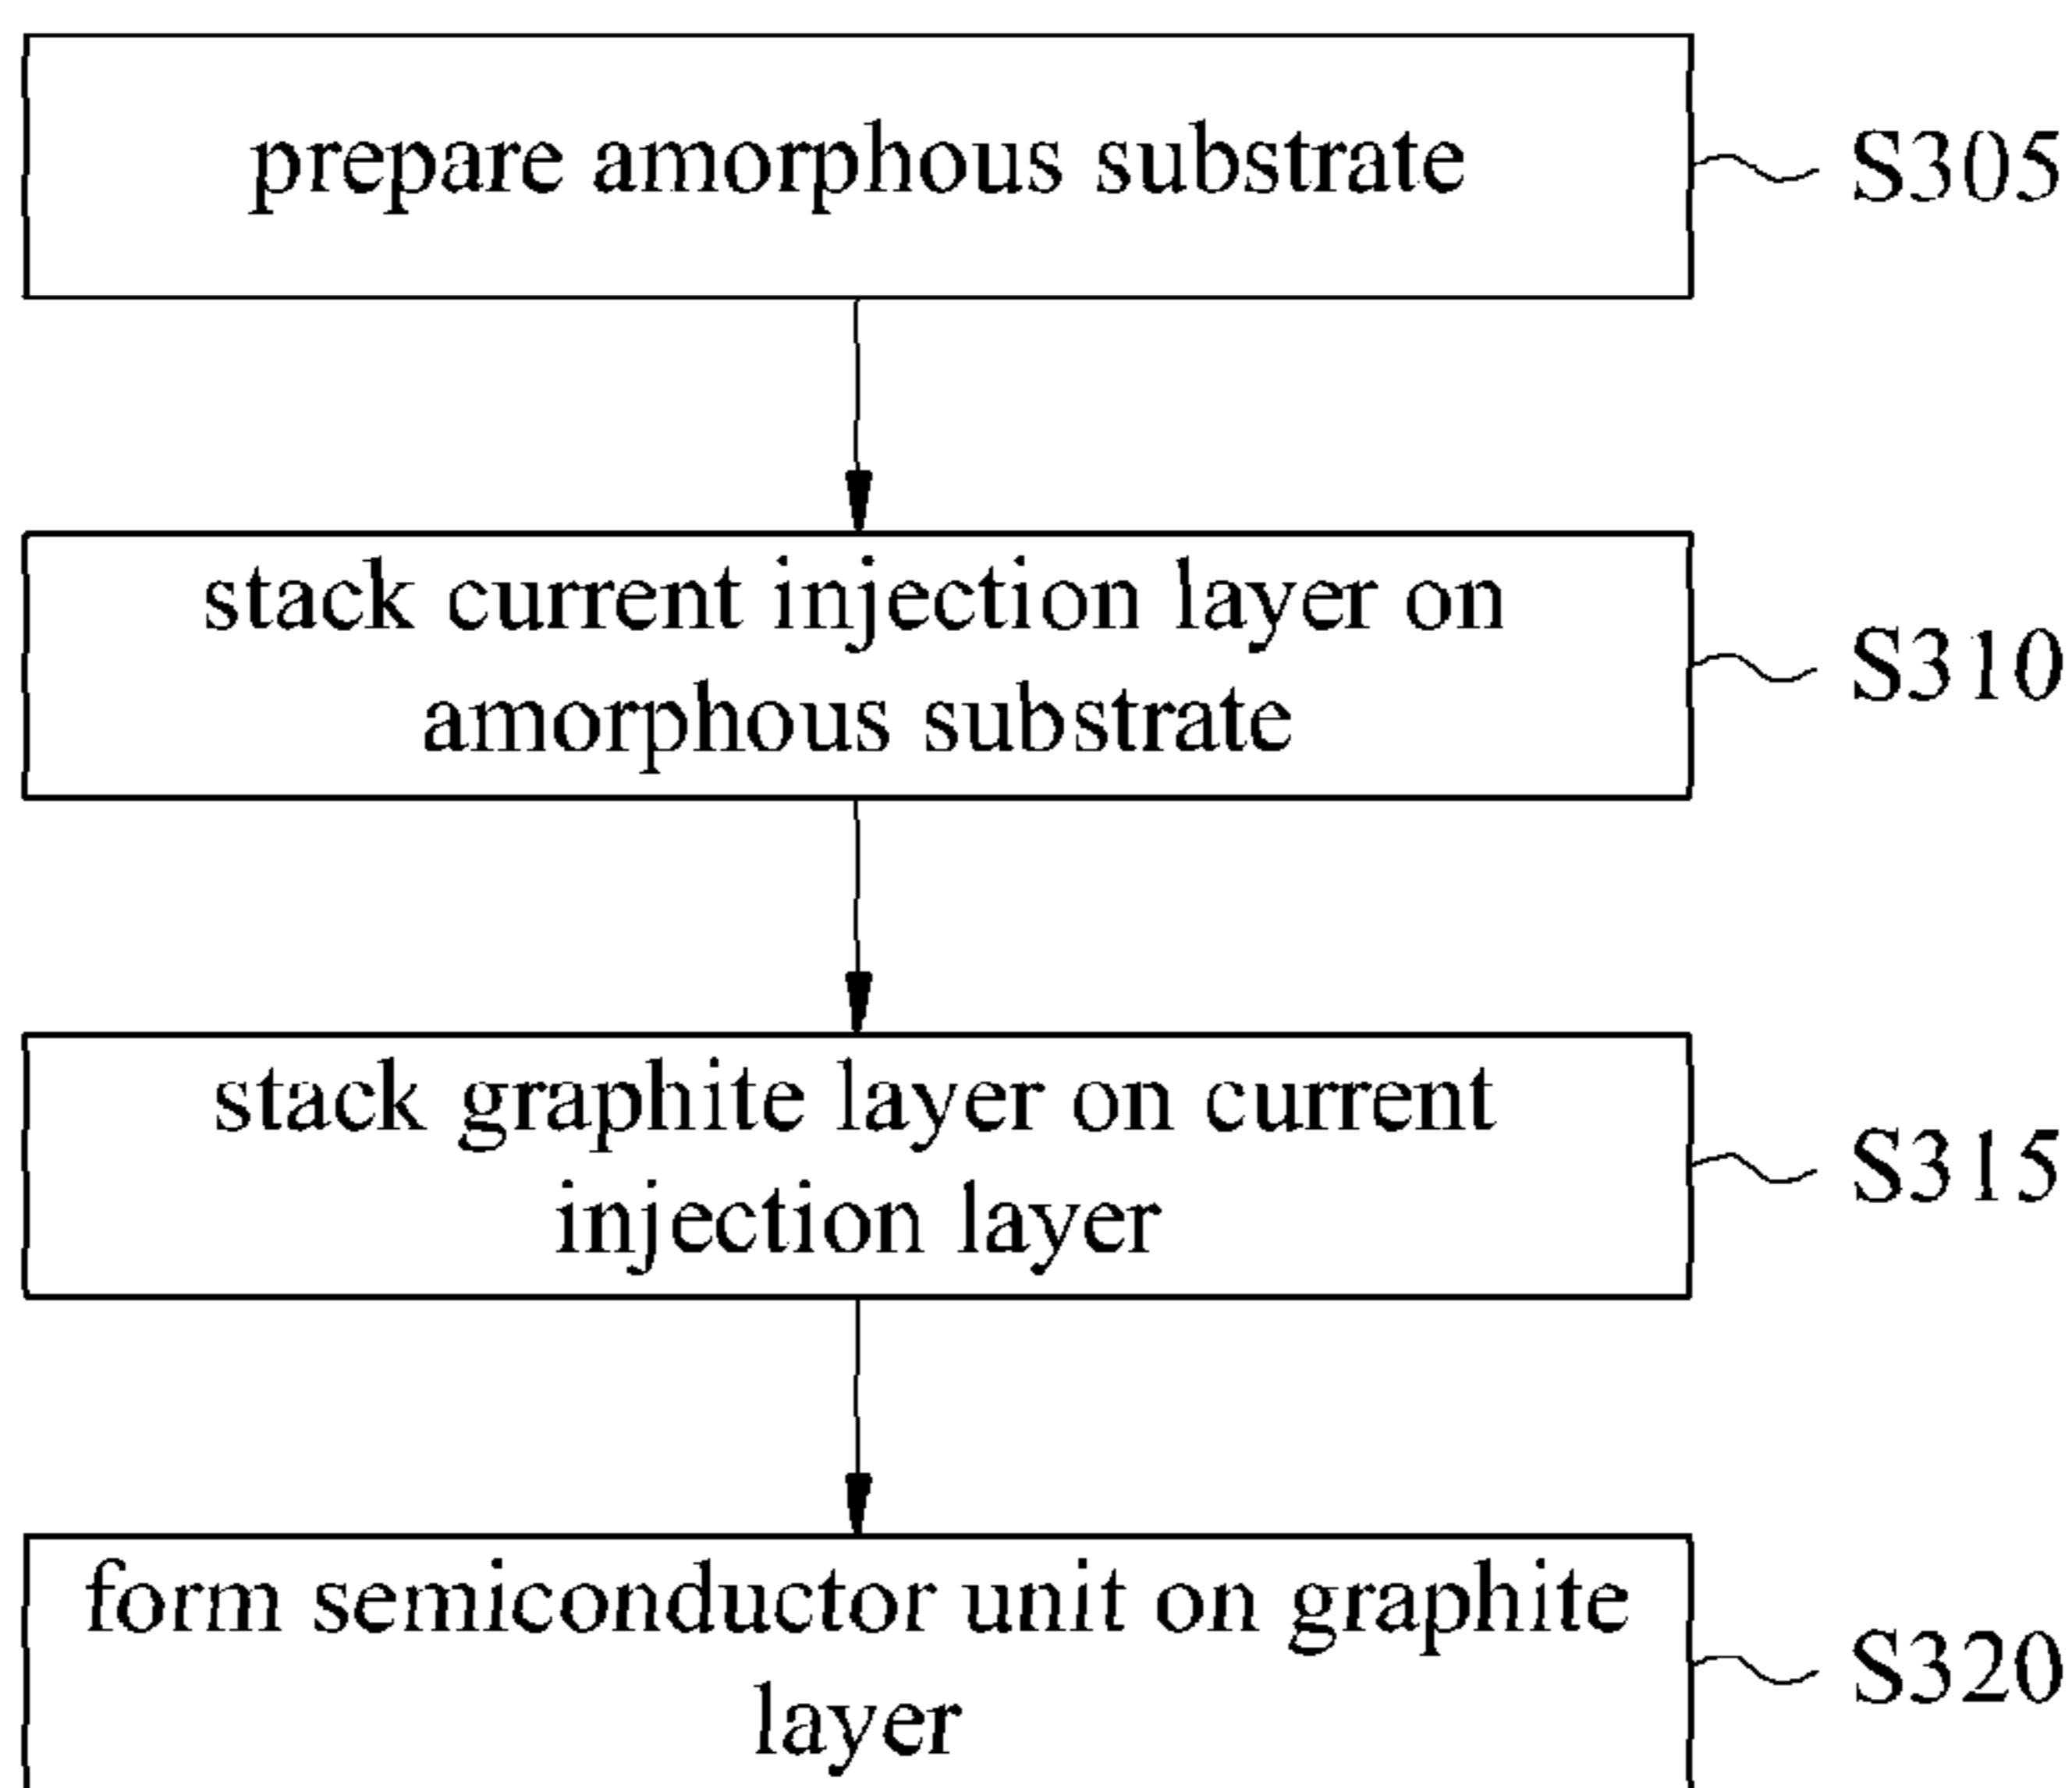 prepare amorphous substrate
S305
stack current injection layer on
amorphous substrate
S310
stack graphite layer on current
injection layer
S315
form semiconductor unit on graphite
layer
S320